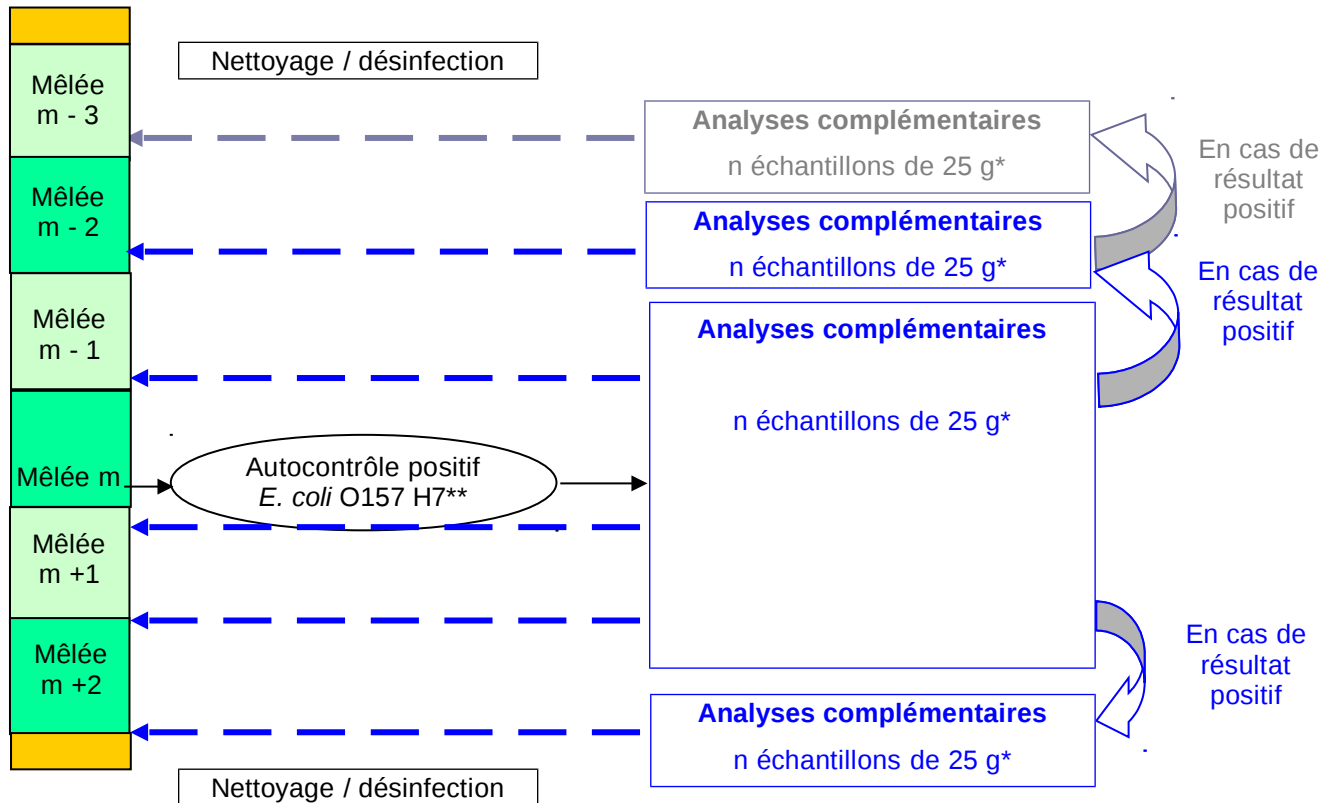 Nettoyage / désinfection
Mêlée
m - 3
Mêlée
m - 2
Mêlée
m - 1
Mêlée m
Mêlée
m +1
Mêlée
m +2
Autocontrôle positif
E. coli O157 H7**
Analyses complémentaires
n échantillons de 25 g*
Analyses complémentaires
n échantillons de 25 g*
Analyses complémentaires
n échantillons de 25 g*
Analyses complémentaires
n échantillons de 25 g*
En cas de
résultat
positif
En cas de
résultat
positif
En cas de
résultat
positif
Nettoyage / désinfection